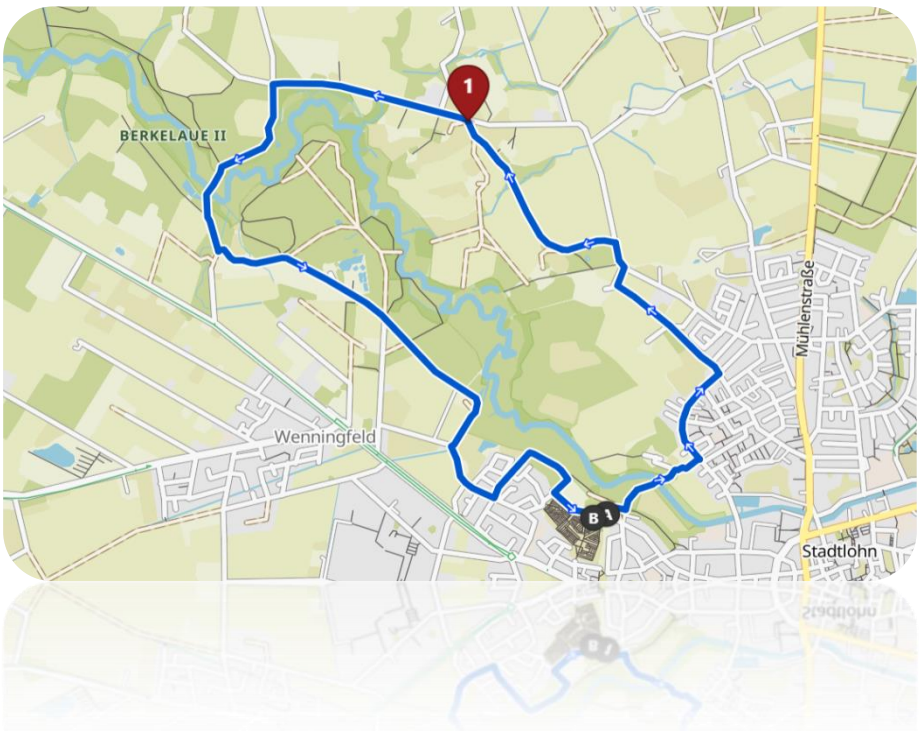 1
BERKELAUE II
Mühlenstraße
Wenningfeld
B
Stadtlohn